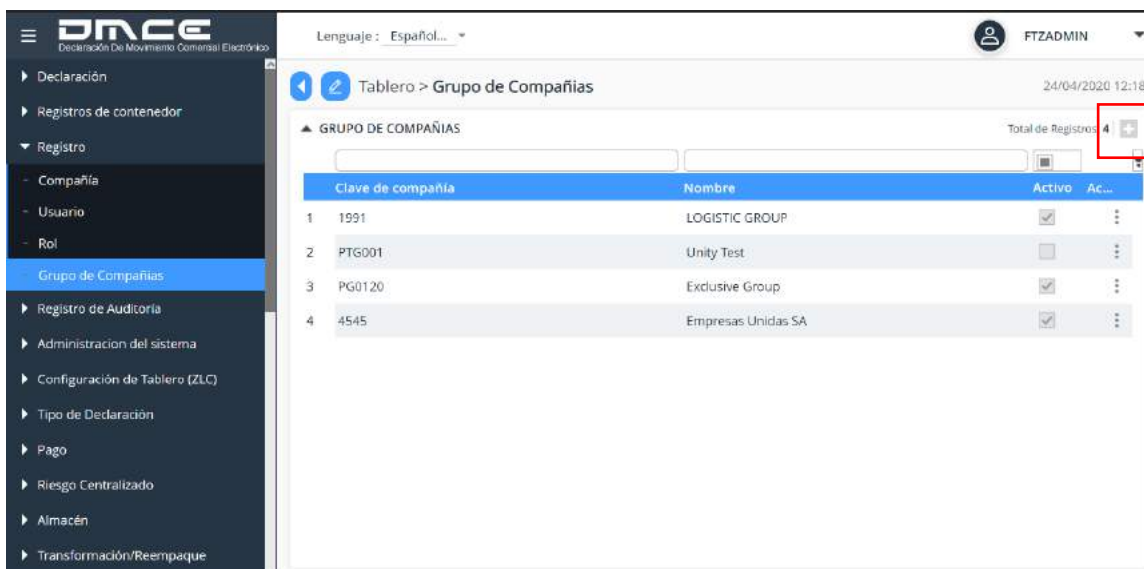 DMCE
Declaración De Movimiento Comercial Electrónico
Lenguaje : Español...
FTZADMIN
Declaración
Registros de contenedor
Registro
Compañía
Usuario
Rol
Grupo de Compañias
Registro de Auditoría
Administracion del sistema
Configuración de Tablero (ZLC)
Tipo de Declaración
Pago
Riesgo Centralizado
Almacén
Transformación/Reempaque
Tablero > Grupo de Compañias
24/04/2020 12:18
GRUPO DE COMPAÑIAS
Total de Registros 4
Clave de compañía Nombre Activo Ac...
1 1991 LOGISTIC GROUP
2 PTG001 Unity Test
3 PG0120 Exclusive Group
4 4545 Empresas Unidas SA